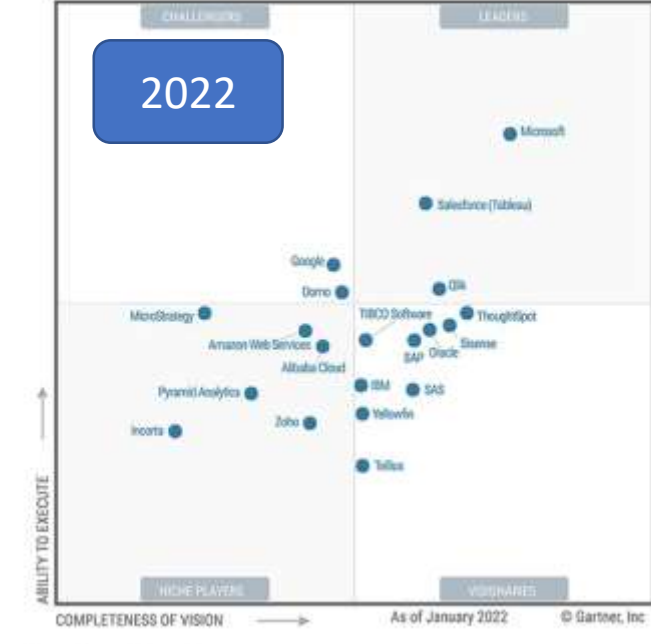 CHALLENGERS
LEADERS
2022
Microsoft
Salesforce (Tableau)
Google
Domo
Qlik
MicroStrategy
TIBCO Software
ThoughtSpot
Amazon Web Services
Sisense
Oracle
SAP
Alibaba Cloud
IBM
SAS
Pyramid Analytics
Yellowfin
Zoho
Incorta
Tellius
NICHE PLAYERS
VISIONARIES
ABILITY TO EXECUTE
COMPLETENESS OF VISION
As of January 2022
© Gartner, Inc